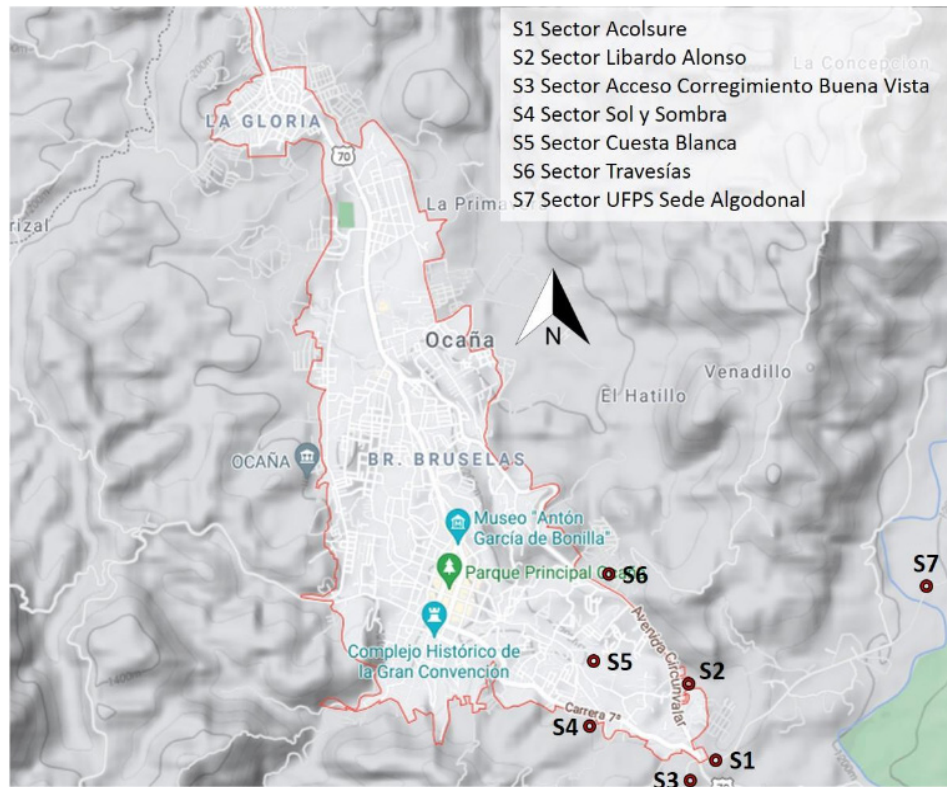 S1 Sector Acolsure
S2 Sector Libardo Alonso
S3 Sector Acceso Corregimiento Buena Vista
S4 Sector Sol y Sombra
S5 Sector Cuesta Blanca
S6 Sector Travesías
S7 Sector UFPS Sede Algodonal
La Concepción
LA GLORIA
70
La
rizal
N
Ocaña
Venadillo
El Hatillo
OCAÑA
BR. BRUSELAS
Museo "Antón
García de Bonilla"
Parque Principal
S6
S7
Avenida Circunvalar
Complejo Histórico de
la Gran Convención
S5
S2
Carrera 7ª
S4
S1
S3
1400m
1200m